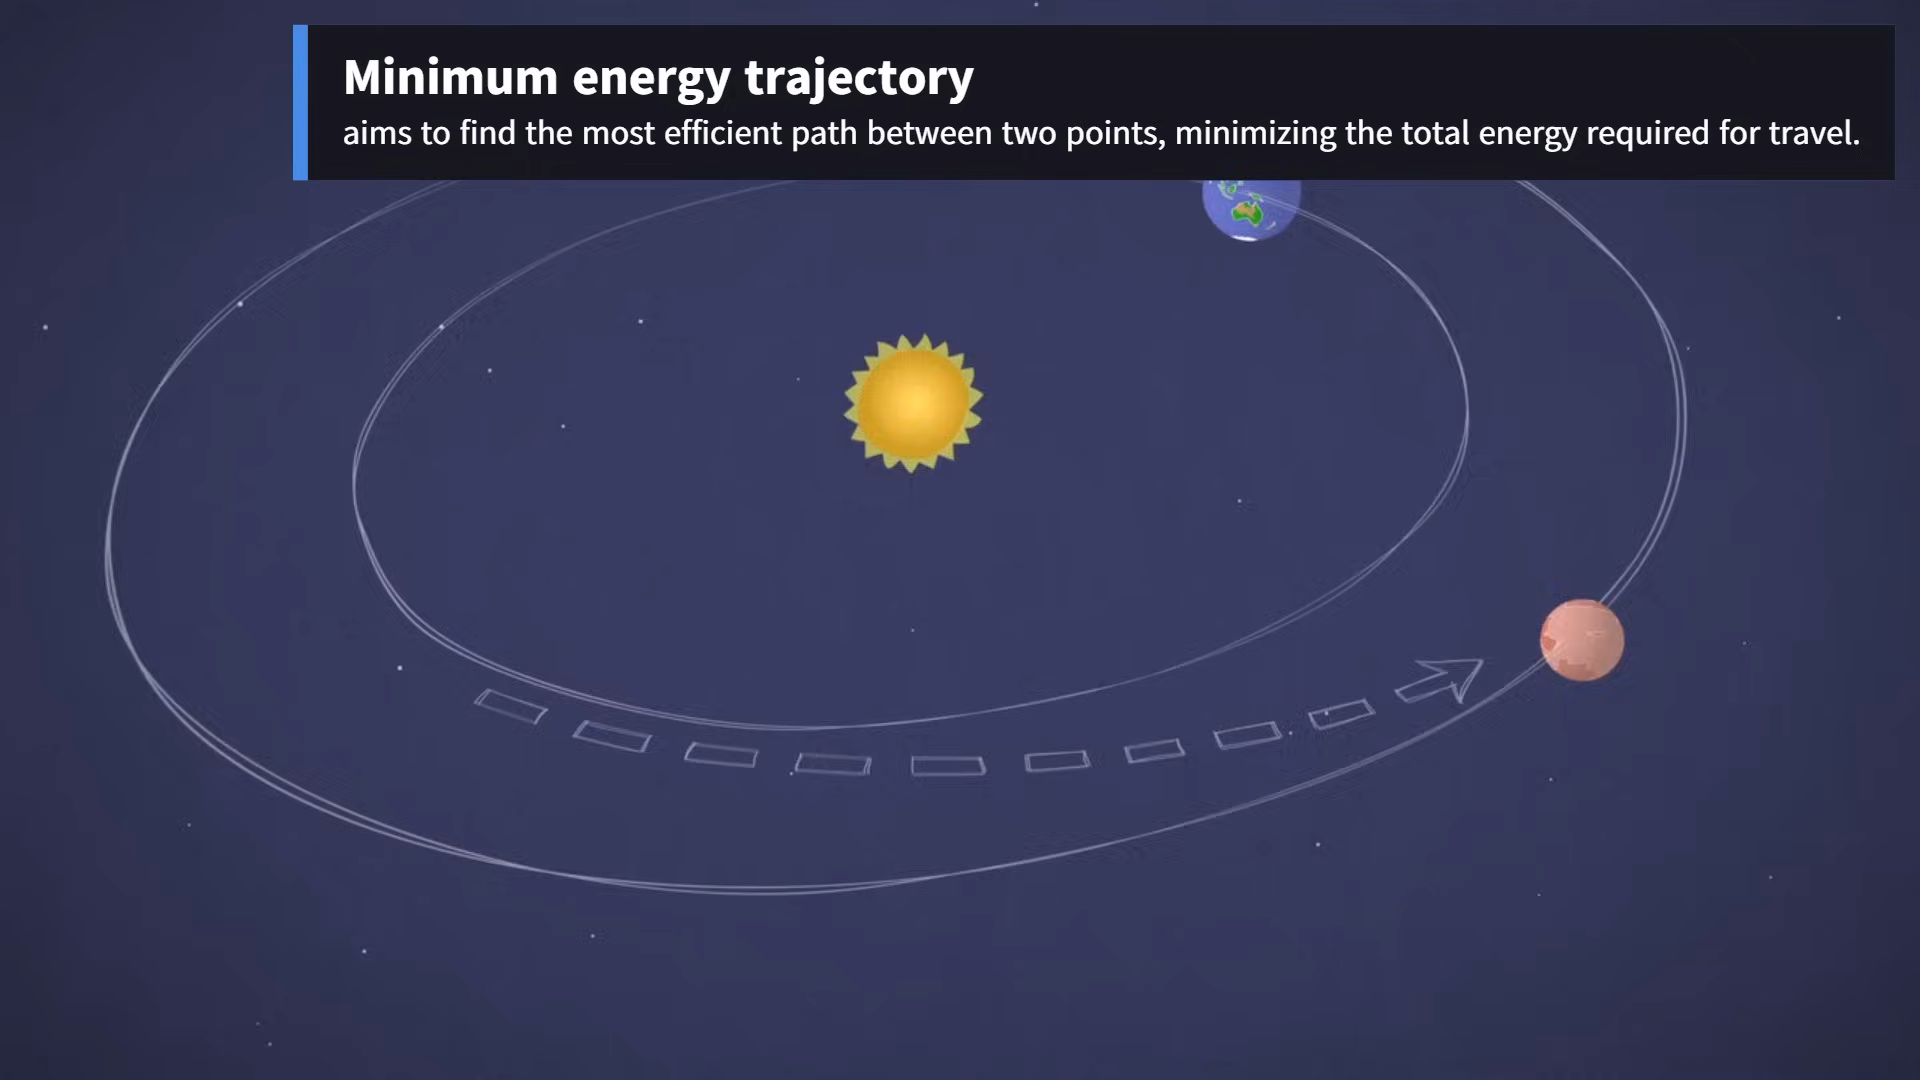 Minimum energy trajectory
aims to find the most efficient path between two points, minimizing the total energy required for travel.